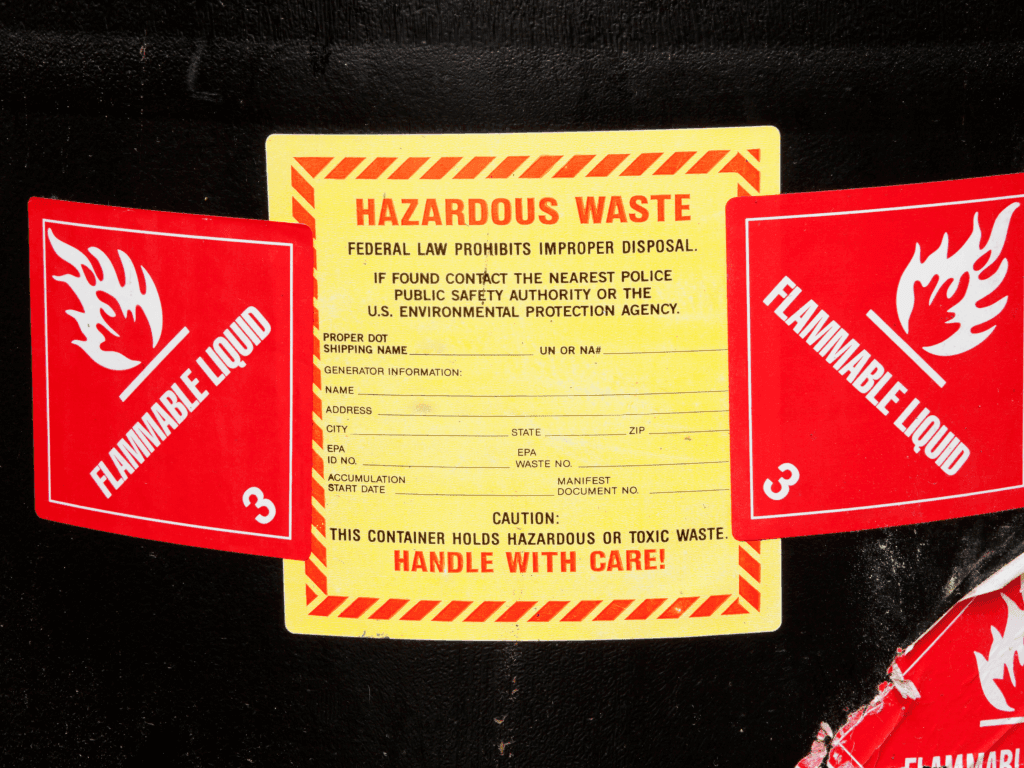 HAZARDOUS WASTE
FEDERAL LAW PROHIBITS IMPROPER DISPOSAL.
IF FOUND CONTACT THE NEAREST POLICE
PUBLIC SAFETY AUTHORITY OR THE
U.S. ENVIRONMENTAL PROTECTION AGENCY.
PROPER DOT
SHIPPING NAME UN OR NA#
GENERATOR INFORMATION:
NAME
ADDRESS
CITY STATE ZIP
EPA EPA
ID NO. WASTE NO.
ACCUMULATION MANIFEST
START DATE DOCUMENT NO.
CAUTION:
THIS CONTAINER HOLDS HAZARDOUS OR TOXIC WASTE.
HANDLE WITH CARE!
FLAMMABLE LIQUID
3
FLAMMABLE LIQUID
3